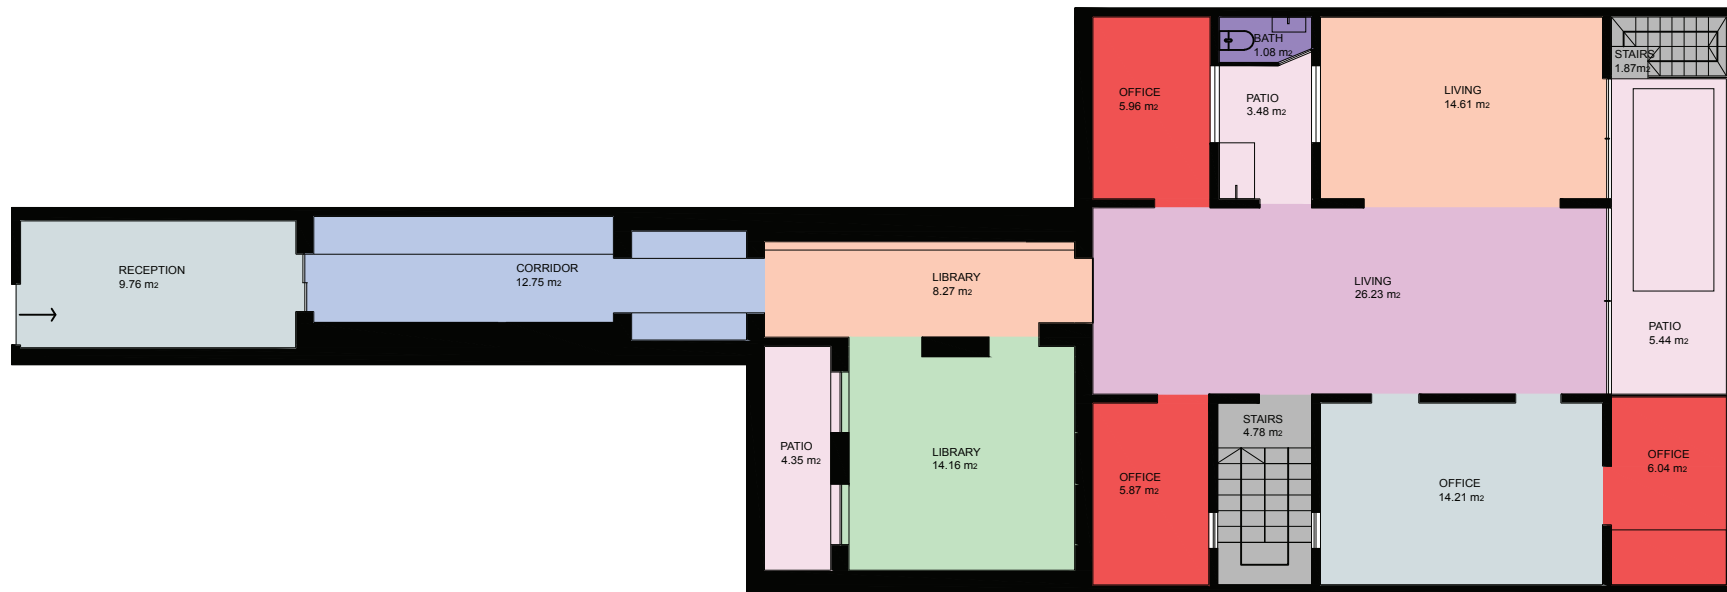 RECEPTION
9.76 m2
CORRIDOR
12.75 m2
LIBRARY
8.27 m2
PATIO
4.35 m2
LIBRARY
14.16 m2
OFFICE
5.96 m2
BATH
1.08 m2
PATIO
3.48 m2
LIVING
14.61 m2
STAIRS
1.87m2
LIVING
26.23 m2
PATIO
5.44 m2
OFFICE
5.87 m2
STAIRS
4.78 m2
OFFICE
14.21 m2
OFFICE
6.04 m2